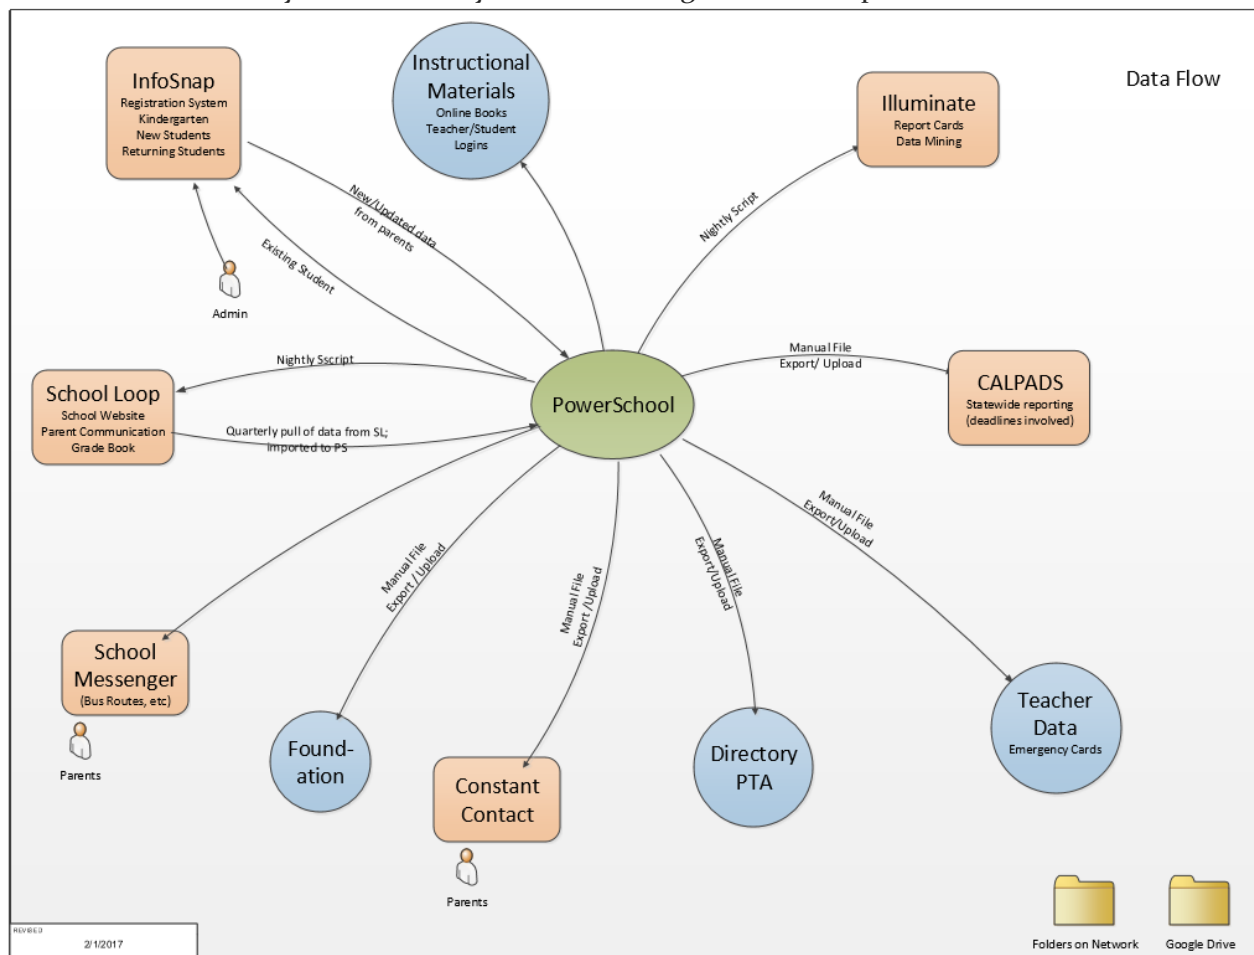 Data Flow
InfoSnap
Registration System
Kindergarten
New Students
Returning Students
Instructional
Materials
Online Books
Teacher/Student
Logins
Illuminate
Report Cards
Data Mining
New/Updated data
from parents
Existing Student
Nightly Script
Admin
Nightly Sscript
Manual File
Export/ Upload
School Loop
School Website
Parent Communication
Grade Book
Quarterly pull of data from SL;
imported to PS
PowerSchool
CALPADS
Statewide reporting
(deadlines involved)
Manual File
Export / Upload
Manual File
Export /Upload
Manual File
Export/Upload
Manual File
Export/Upload
School
Messenger
(Bus Routes, etc)
Parents
Found-
ation
Constant
Contact
Parents
Directory
PTA
Teacher
Data
Emergency Cards
Folders on Network
Google Drive
REVISED
2/1/2017